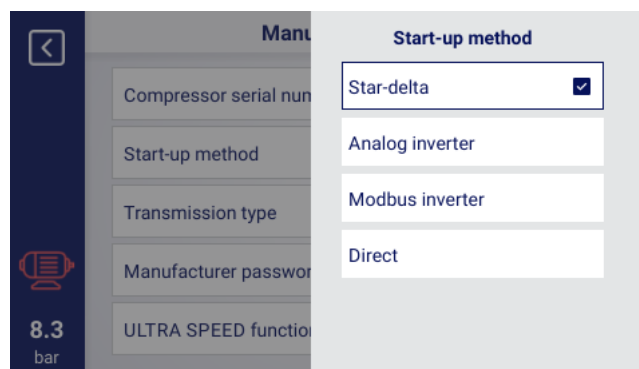 Manu
Compressor serial num
Start-up method
Transmission type
Manufacturer passwor
ULTRA SPEED functio
8.3
bar
Start-up method
Star-delta
Analog inverter
Modbus inverter
Direct